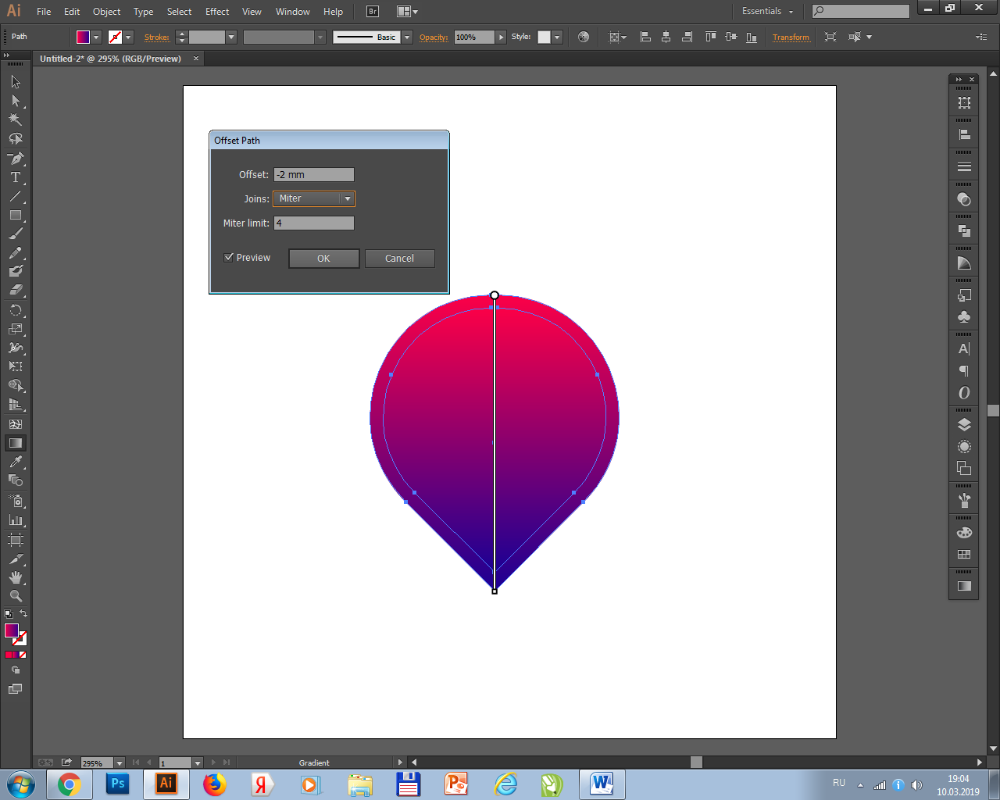 Ai File Edit Object Type Select Effect View Window Help Br Essentials
Path Stroke: Basic Opacity: 100% Style: Transform
Untitled-2* @ 295% (RGB/Preview) ×
Offset Path
Offset: -2 mm
Joins: Miter
Miter limit: 4
Preview OK Cancel
295% 1 Gradient
Ps Ai Я P W RU 19:04
10.03.2019